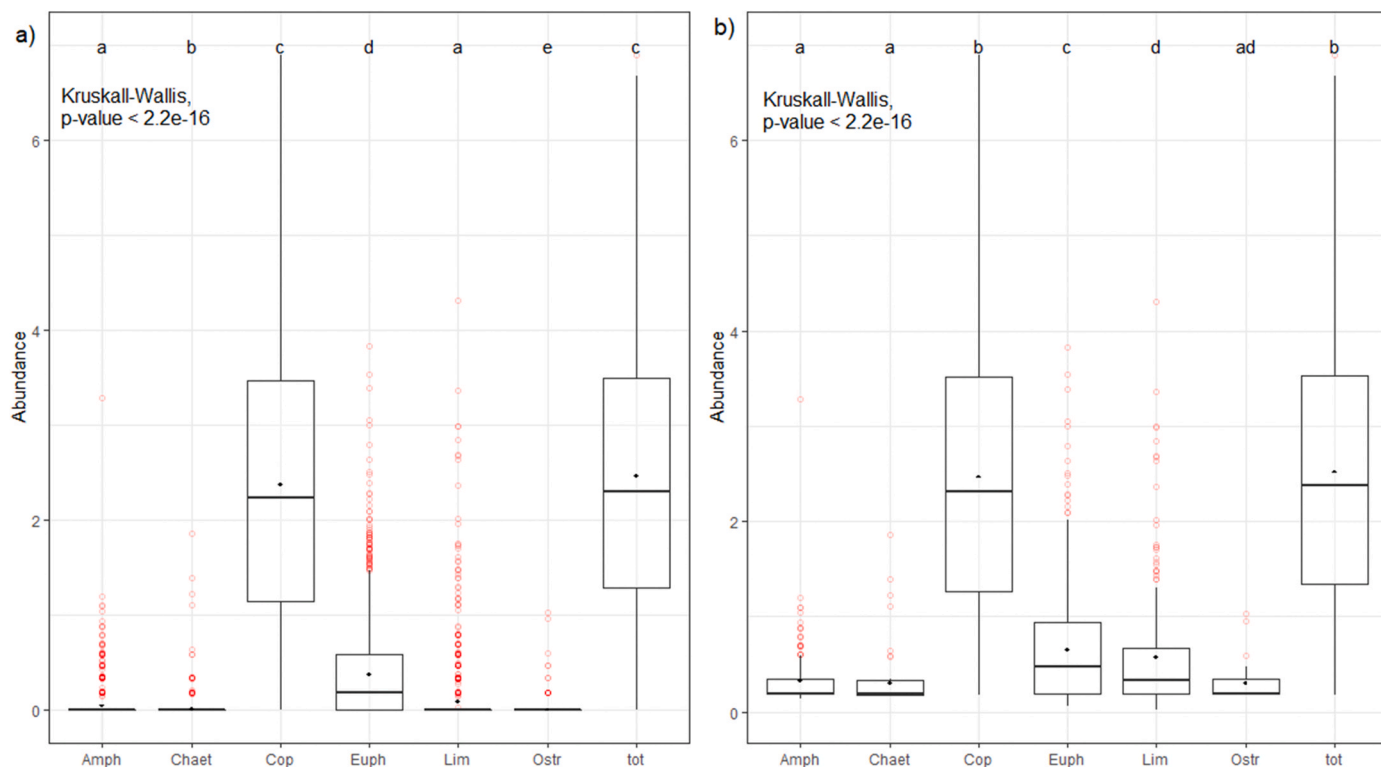 a)
a b c d a e c
Kruskall-Wallis,
p-value < 2.2e-16
Abundance
6
4
2
0
Amph Chaet Cop Euph Lim Ostr tot
b)
a a b c d ad b
Kruskall-Wallis,
p-value < 2.2e-16
Abundance
6
4
2
0
Amph Chaet Cop Euph Lim Ostr tot